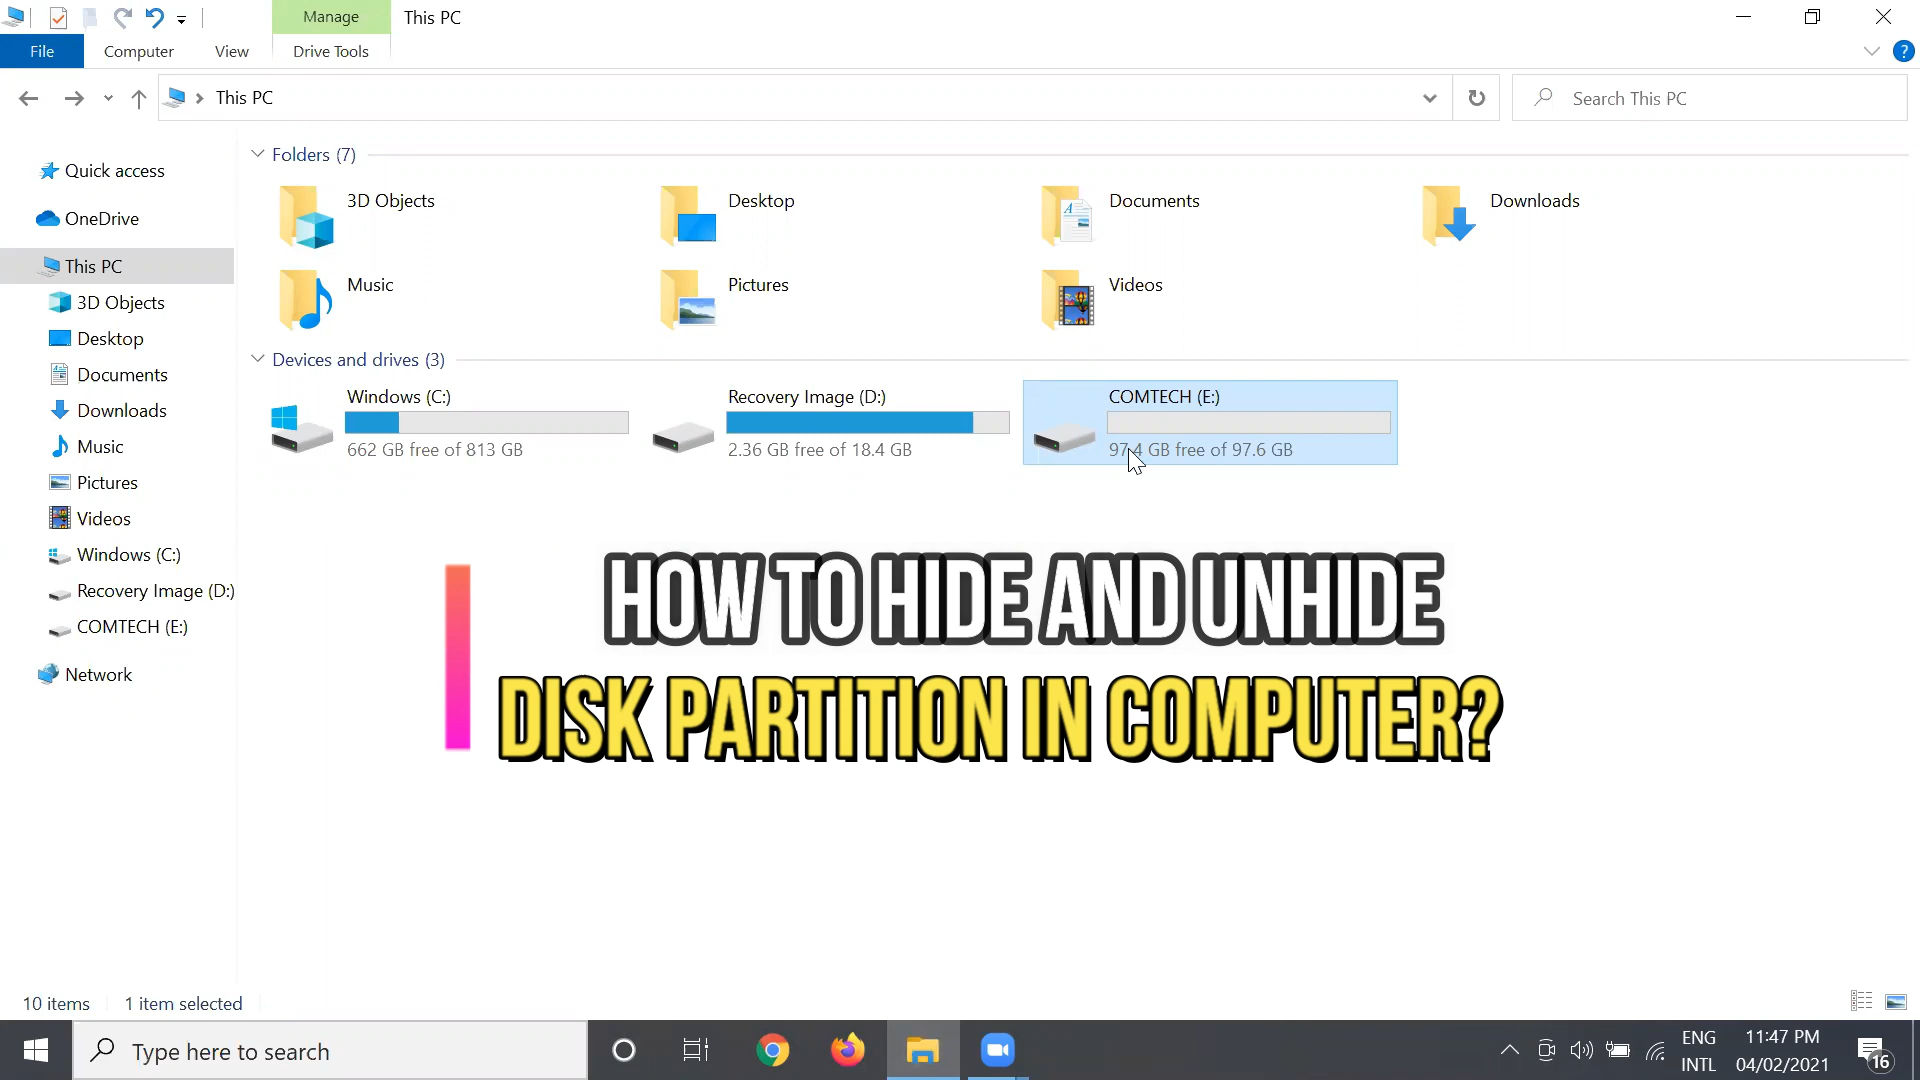 Manage
This PC
File
Computer
View
Drive Tools
This PC
Search This PC
Quick access
OneDrive
This PC
3D Objects
Desktop
Documents
Downloads
Music
Pictures
Videos
Windows (C:)
Recovery Image (D:)
COMTECH (E:)
Network
Folders (7)
3D Objects
Desktop
Documents
Downloads
Music
Pictures
Videos
Devices and drives (3)
Windows (C:)
662 GB free of 813 GB
Recovery Image (D:)
2.36 GB free of 18.4 GB
COMTECH (E:)
97.4 GB free of 97.6 GB
HOW TO HIDE AND UNHIDE
DISK PARTITION IN COMPUTER?
10 items
1 item selected
Type here to search
ENG
INTL
11:47 PM
04/02/2021
16